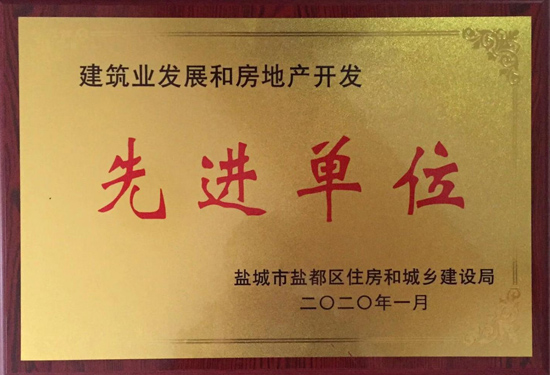 建筑业发展和房地产开发
先进单位
盐城市盐都区住房和城乡建设局
二〇二〇年一月